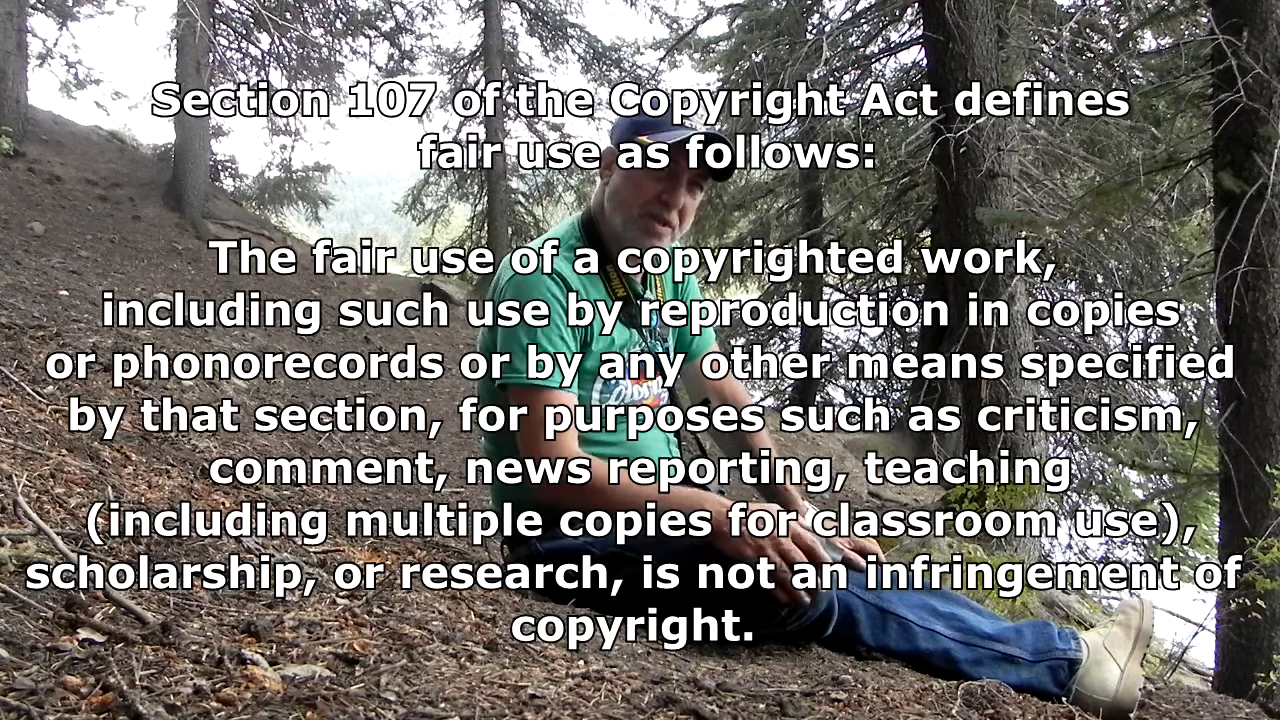 Section 107 of the Copyright Act defines
fair use as follows:
The fair use of a copyrighted work,
including such use by reproduction in copies
or phonorecords or by any other means specified
by that section, for purposes such as criticism,
comment, news reporting, teaching
(including multiple copies for classroom use),
scholarship, or research, is not an infringement of
copyright.